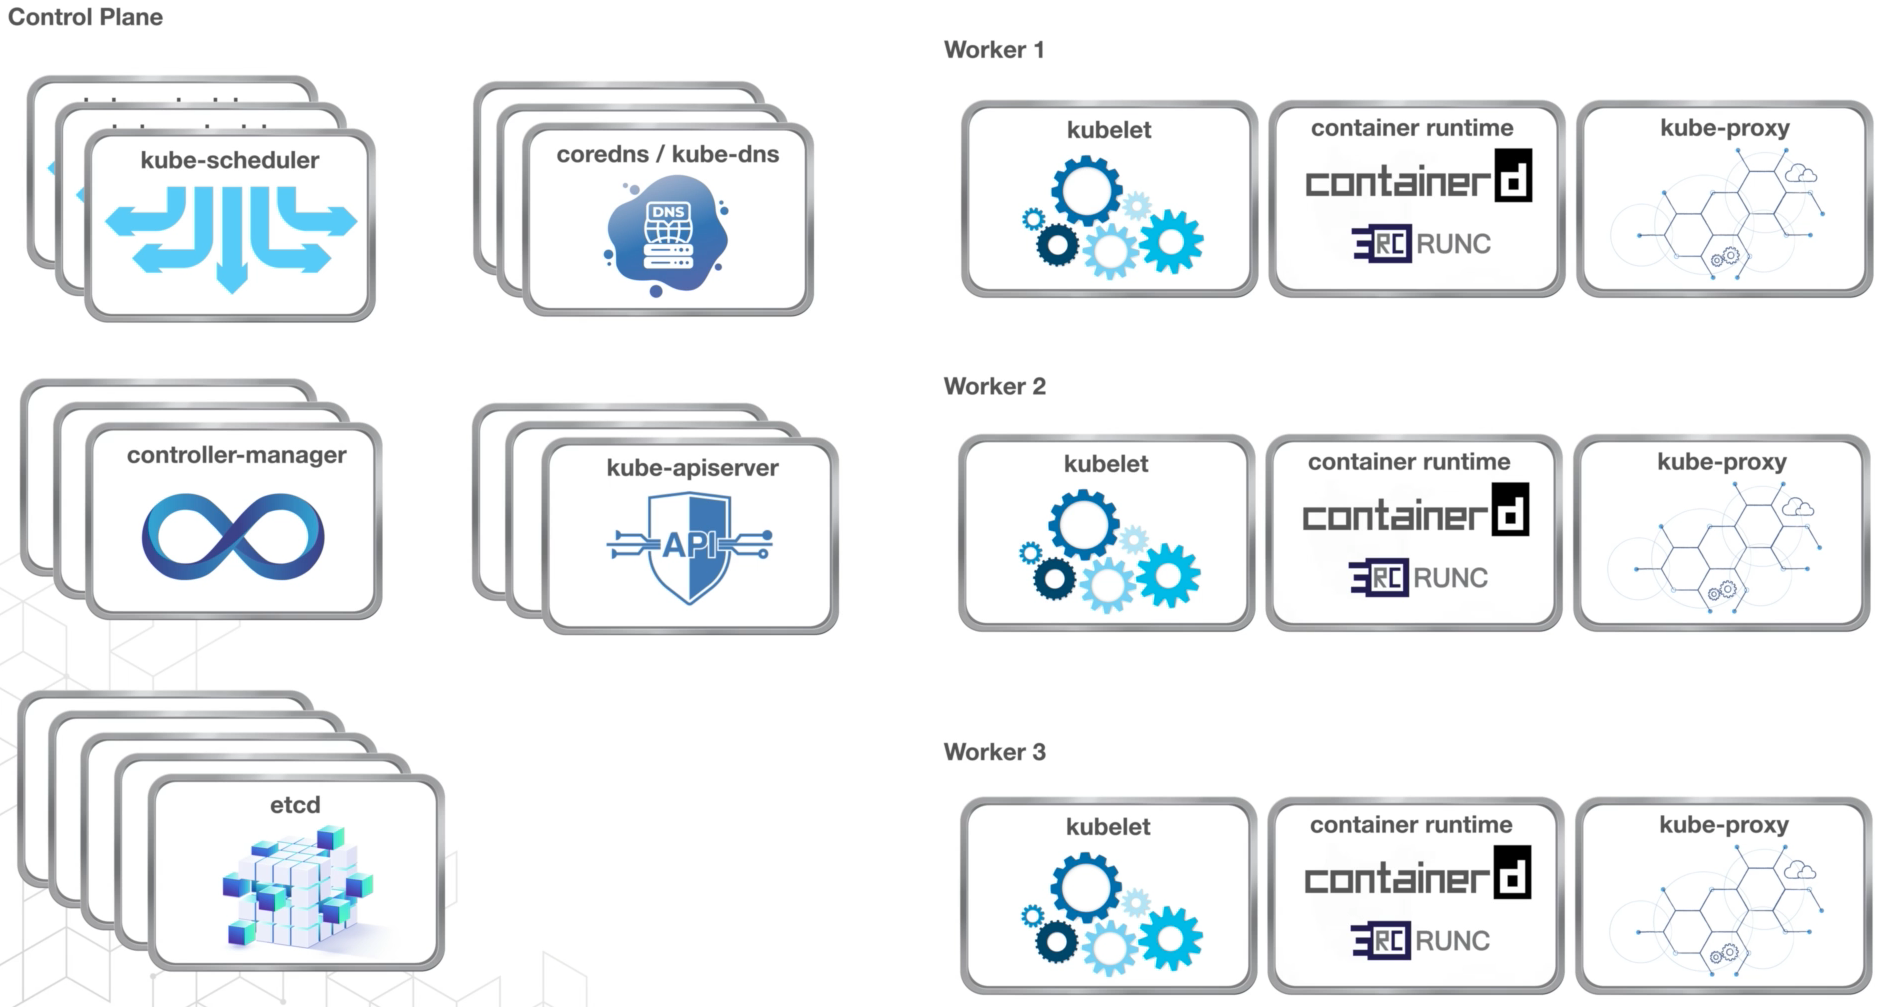 Control Plane
kube-scheduler
coredns / kube-dns
DNS
controller-manager
kube-apiserver
API
etcd
Worker 1
kubelet
container runtime
containerd
RC RUNC
kube-proxy
Worker 2
kubelet
container runtime
containerd
RC RUNC
kube-proxy
Worker 3
kubelet
container runtime
containerd
RC RUNC
kube-proxy